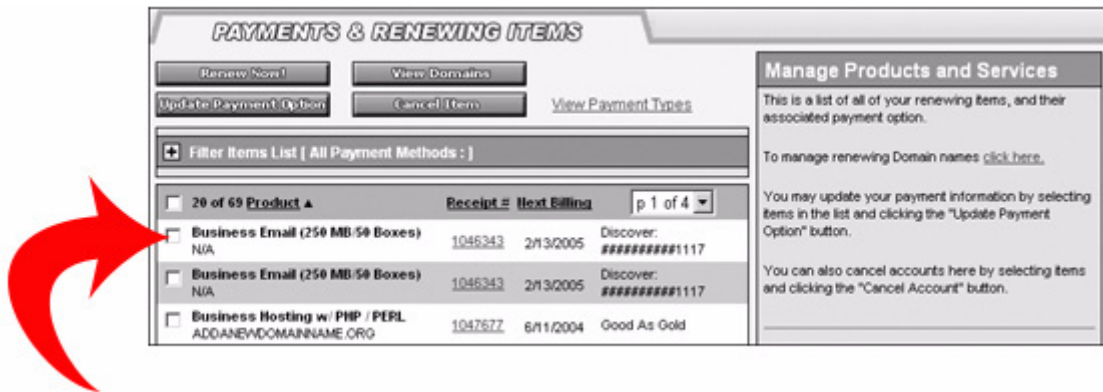 PAYMENTS & RENEWING ITEMS
Renew Now!
View Domains
Update Payment Option
Cancel Item
View Payment Types
+ Filter Items List [ All Payment Methods : ]
20 of 69 Product ▲ Receipt # Next Billing p 1 of 4
Business Email (250 MB/50 Boxes)
N/A
1046343 2/13/2005 Discover:
##########1117
Business Email (250 MB/50 Boxes)
N/A
1046343 2/13/2005 Discover:
##########1117
Business Hosting w/ PHP / PERL
ADDANEWDOMAINNAME.ORG
1047677 6/11/2004 Good As Gold
Manage Products and Services
This is a list of all of your renewing items, and their
associated payment option.
To manage renewing Domain names click here.
You may update your payment information by selecting
items in the list and clicking the "Update Payment
Option" button.
You can also cancel accounts here by selecting items
and clicking the "Cancel Account" button.